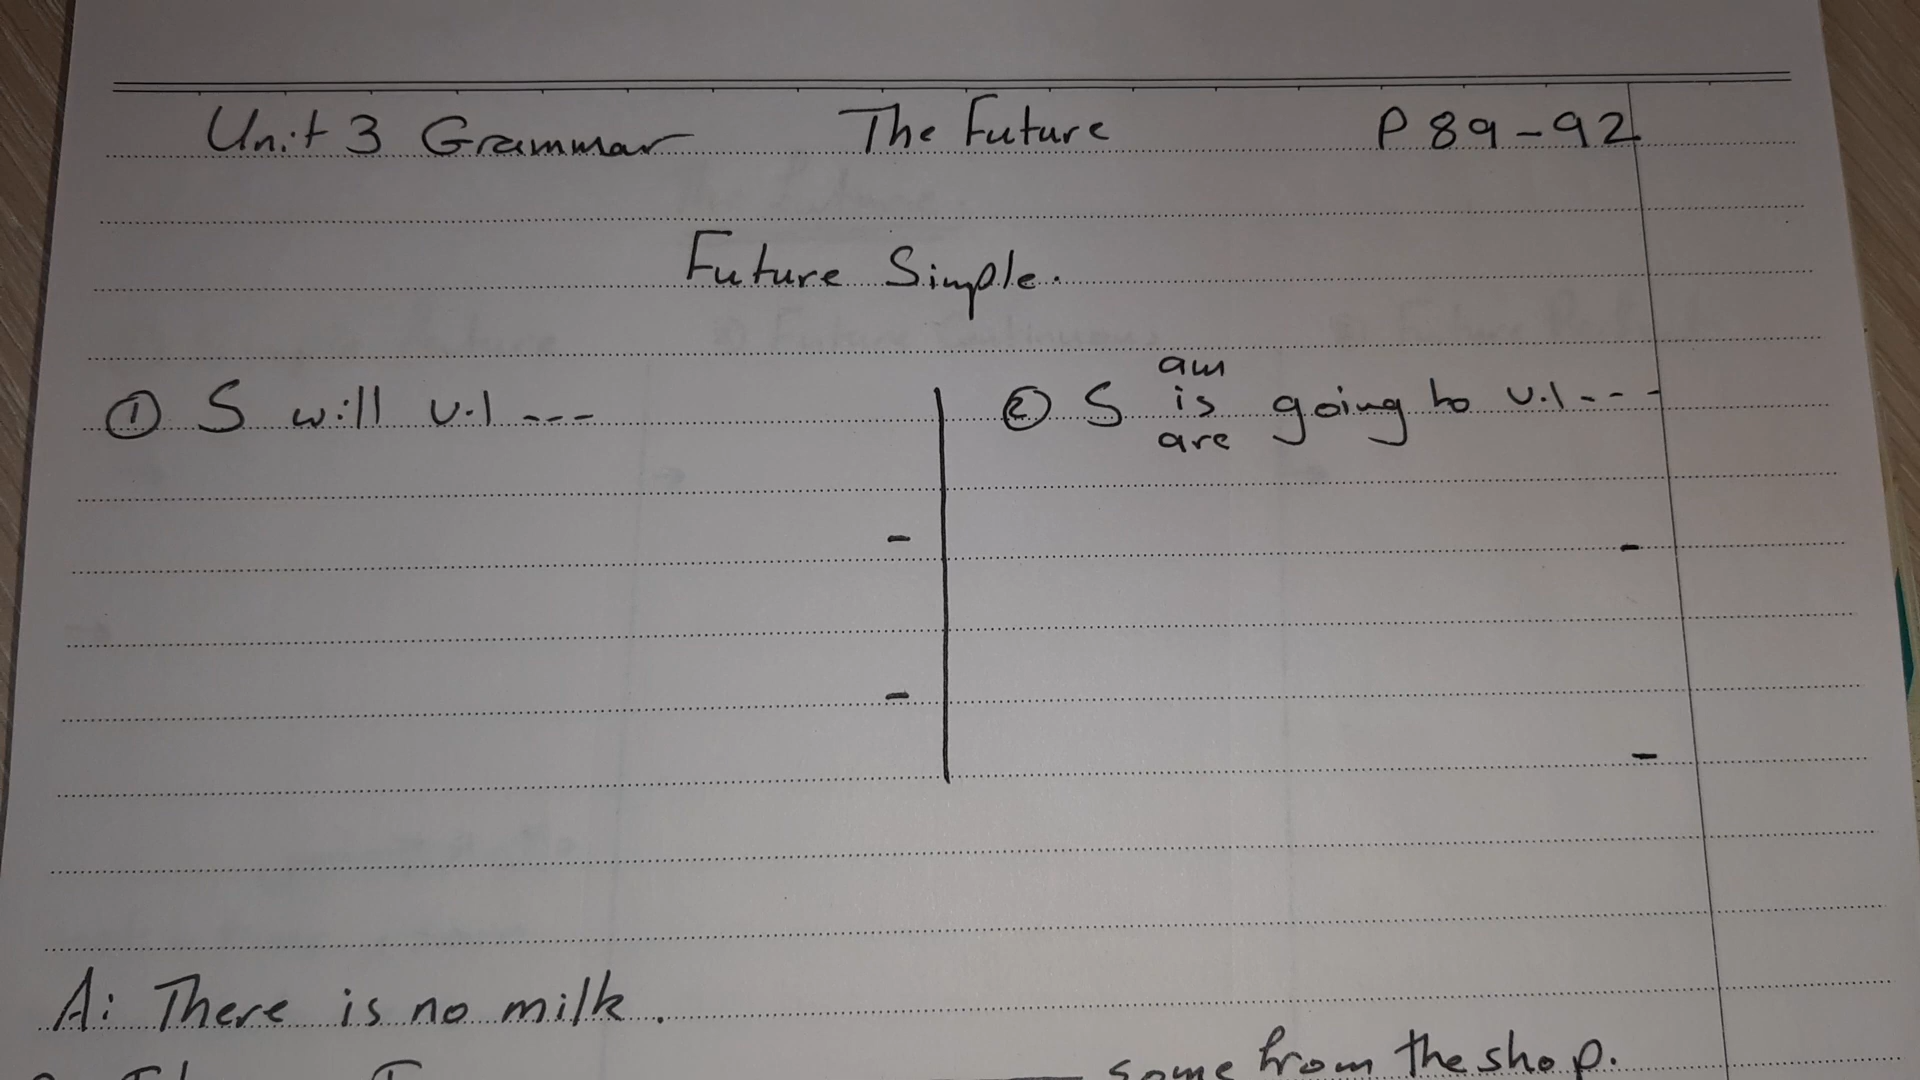 Unit 3 Grammar The Future P 89-92
Future Simple.
① S will v.1 ---
② S am is are going to v.1 ---
-
-
-
-
A: There is no milk.
some from the shop.